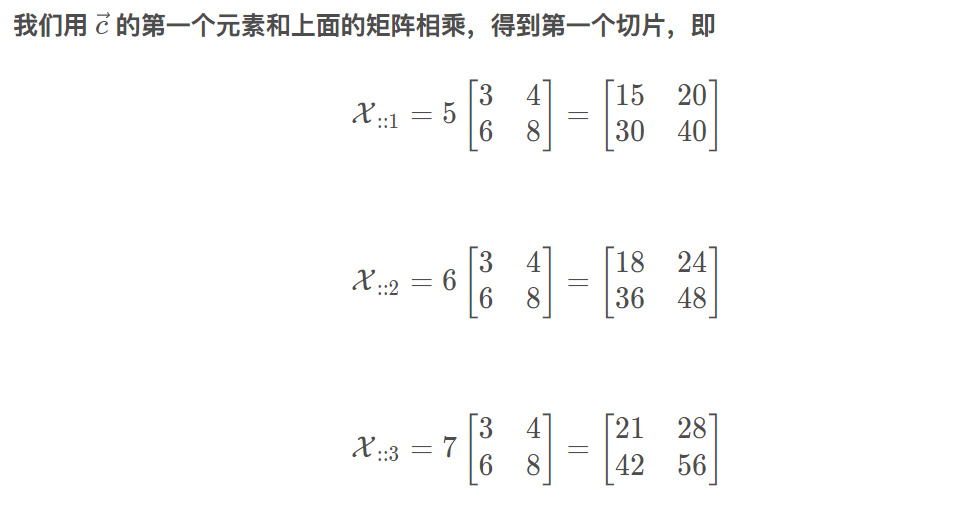 我们用 $\vec{c}$ 的第一个元素和上面的矩阵相乘，得到第一个切片，即
$\mathcal{X}_{::1} = 5 \begin{bmatrix} 3 & 4 \\ 6 & 8 \end{bmatrix} = \begin{bmatrix} 15 & 20 \\ 30 & 40 \end{bmatrix}$
$\mathcal{X}_{::2} = 6 \begin{bmatrix} 3 & 4 \\ 6 & 8 \end{bmatrix} = \begin{bmatrix} 18 & 24 \\ 36 & 48 \end{bmatrix}$
$\mathcal{X}_{::3} = 7 \begin{bmatrix} 3 & 4 \\ 6 & 8 \end{bmatrix} = \begin{bmatrix} 21 & 28 \\ 42 & 56 \end{bmatrix}$